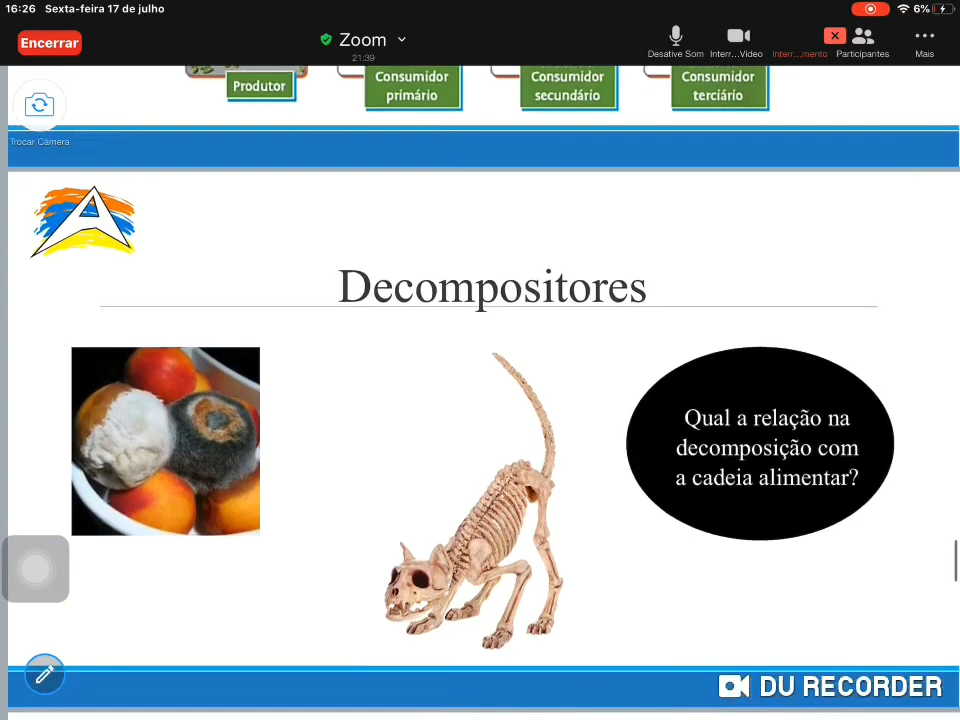 16:26 Sexta-feira 17 de julho
6%
Encerrar
Zoom
21:39
Desative Som
Interr...Vídeo
Interr...mento
Participantes
Mais
Trocar Câmera
Produtor
Consumidor
primário
Consumidor
secundário
Consumidor
terciário
Decompositores
Qual a relação na
decomposição com
a cadeia alimentar?
DU RECORDER